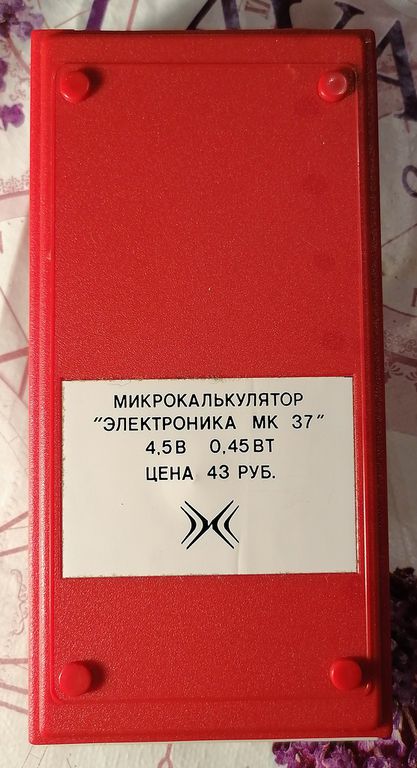 МИКРОКАЛЬКУЛЯТОР
"ЭЛЕКТРОНИКА МК 37"
4,5В 0,45ВТ
ЦЕНА 43 РУБ.